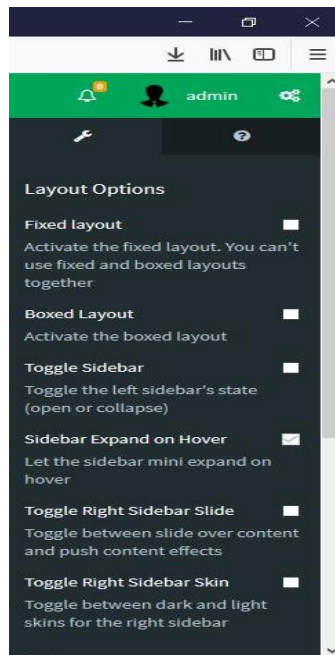 0
admin
Layout Options
Fixed layout
Activate the fixed layout. You can't
use fixed and boxed layouts
together
Boxed Layout
Activate the boxed layout
Toggle Sidebar
Toggle the left sidebar's state
(open or collapse)
Sidebar Expand on Hover
Let the sidebar mini expand on
hover
Toggle Right Sidebar Slide
Toggle between slide over content
and push content effects
Toggle Right Sidebar Skin
Toggle between dark and light
skins for the right sidebar